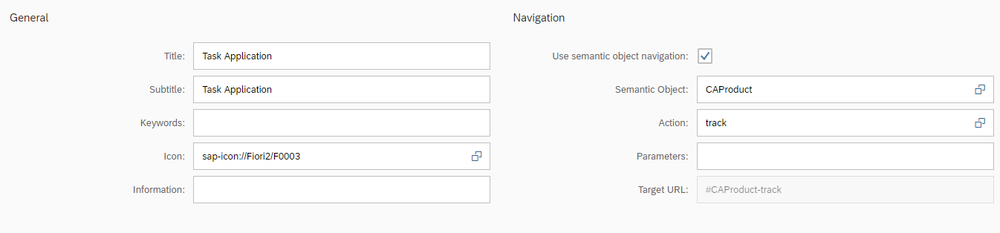 General
Title: Task Application
Subtitle: Task Application
Keywords:
Icon: sap-icon://Fiori2/F0003
Information:
Navigation
Use semantic object navigation:
Semantic Object: CAProduct
Action: track
Parameters:
Target URL: #CAProduct-track